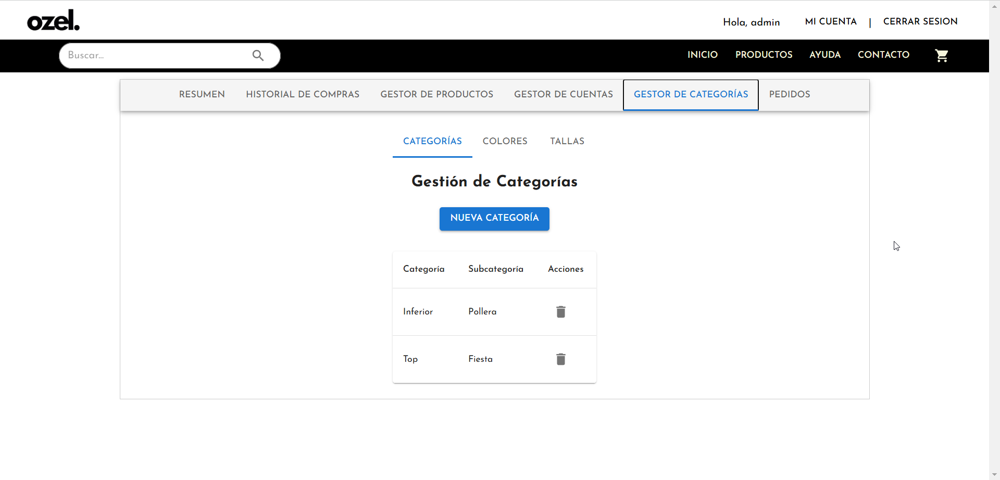 ozel.
Hola, admin MI CUENTA | CERRAR SESION
Buscar... INICIO PRODUCTOS AYUDA CONTACTO
RESUMEN HISTORIAL DE COMPRAS GESTOR DE PRODUCTOS GESTOR DE CUENTAS GESTOR DE CATEGORÍAS PEDIDOS
CATEGORÍAS COLORES TALLAS
Gestión de Categorías
NUEVA CATEGORÍA
Categoría Subcategoría Acciones
Inferior Pollera
Top Fiesta